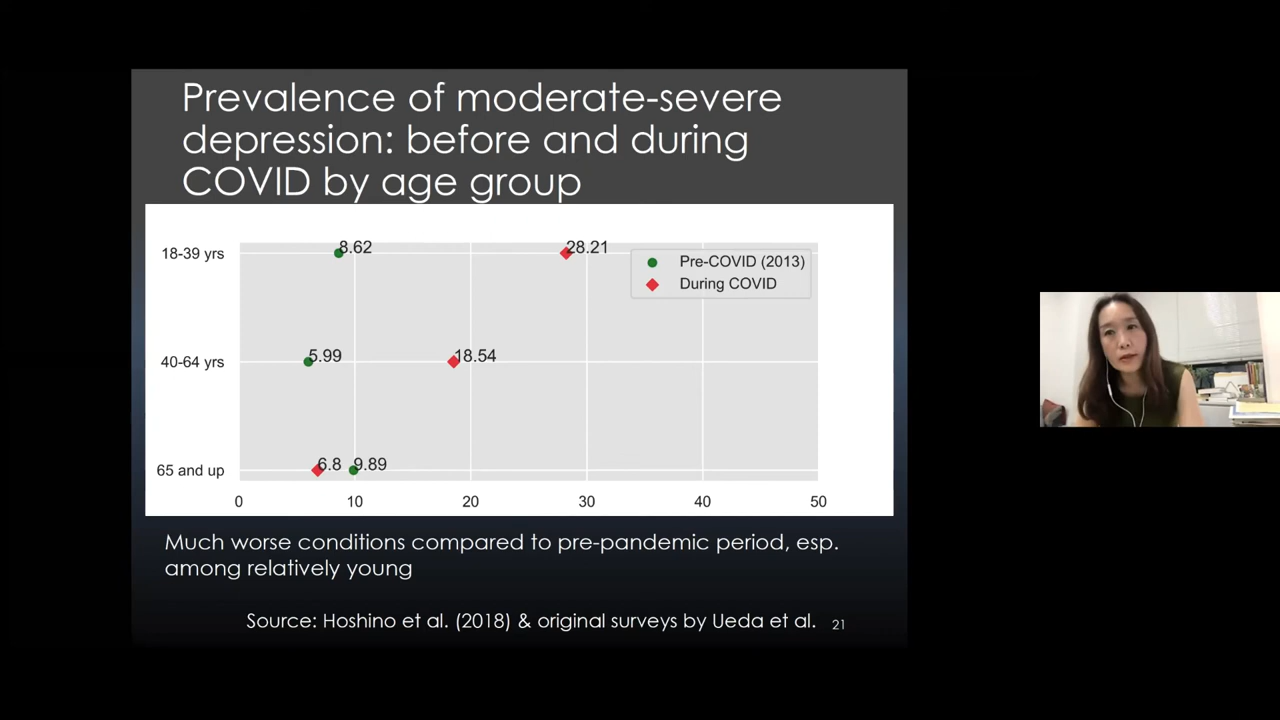 Prevalence of moderate-severe
depression: before and during
COVID by age group
18-39 yrs
8.62
28.21
Pre-COVID (2013)
During COVID
40-64 yrs
5.99
18.54
65 and up
6.8
9.89
0 10 20 30 40 50
Much worse conditions compared to pre-pandemic period, esp.
among relatively young
Source: Hoshino et al. (2018) & original surveys by Ueda et al.
21